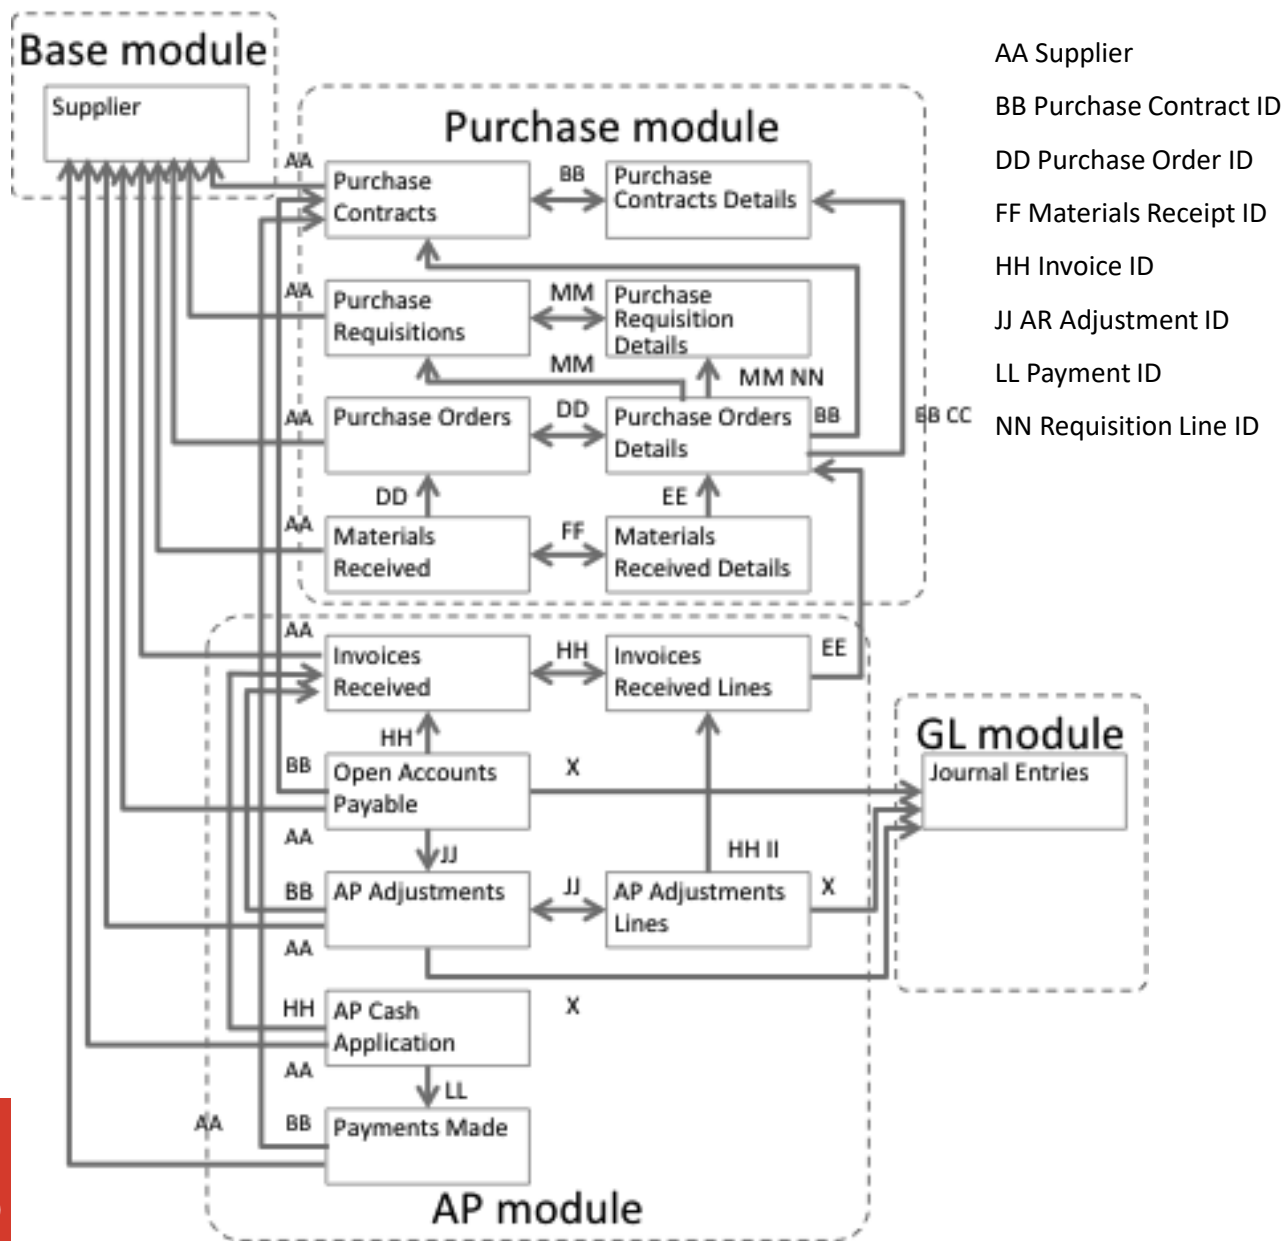 Base module
Supplier
AA Supplier
BB Purchase Contract ID
DD Purchase Order ID
FF Materials Receipt ID
HH Invoice ID
JJ AR Adjustment ID
LL Payment ID
NN Requisition Line ID
Purchase module
AA
Purchase
Contracts
BB
Purchase
Contracts Details
AA
Purchase
Requisitions
MM
Purchase
Requisition
Details
MM
MM NN
AA
Purchase Orders
DD
Purchase Orders
Details
BB
BB CC
DD
EE
AA
Materials
Received
FF
Materials
Received Details
AA
Invoices
Received
HH
Invoices
Received Lines
EE
HH
BB
Open Accounts
Payable
X
GL module
Journal Entries
AA
JJ
HH II
BB
AP Adjustments
JJ
AP Adjustments
Lines
X
AA
HH
AP Cash
Application
X
AA
LL
AA
BB
Payments Made
AP module